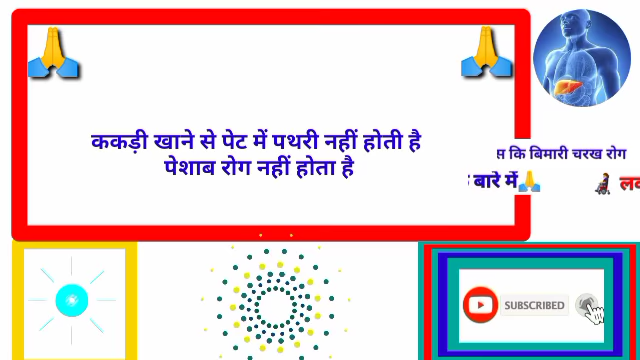 ककड़ी खाने से पेट में पथरी नहीं होती है
पेशाब रोग नहीं होता है
कि बिमारी चरख रोग
बारे में
SUBSCRIBED